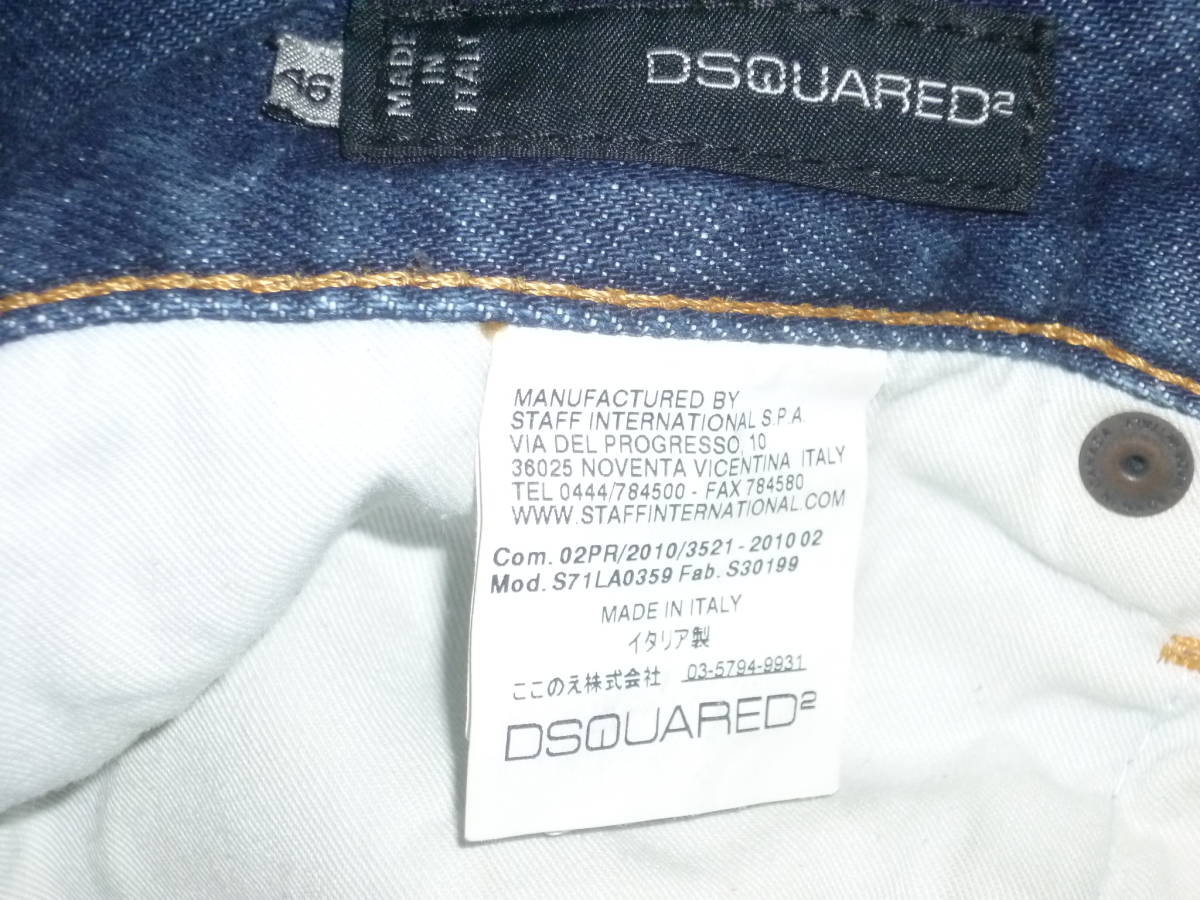 46
MADE
IN
ITALY
DSQUARED2
MANUFACTURED BY
STAFF INTERNATIONAL S.P.A.
VIA DEL PROGRESSO, 10
36025 NOVENTA VICENTINA ITALY
TEL 0444/784500 - FAX 784580
WWW.STAFFINTERNATIONAL.COM
Com. 02PR/2010/3521 - 2010 02
Mod. S71LA0359 Fab. S30199
MADE IN ITALY
イタリア製
ここのえ株式会社 03-5794-9931
DSQUARED2